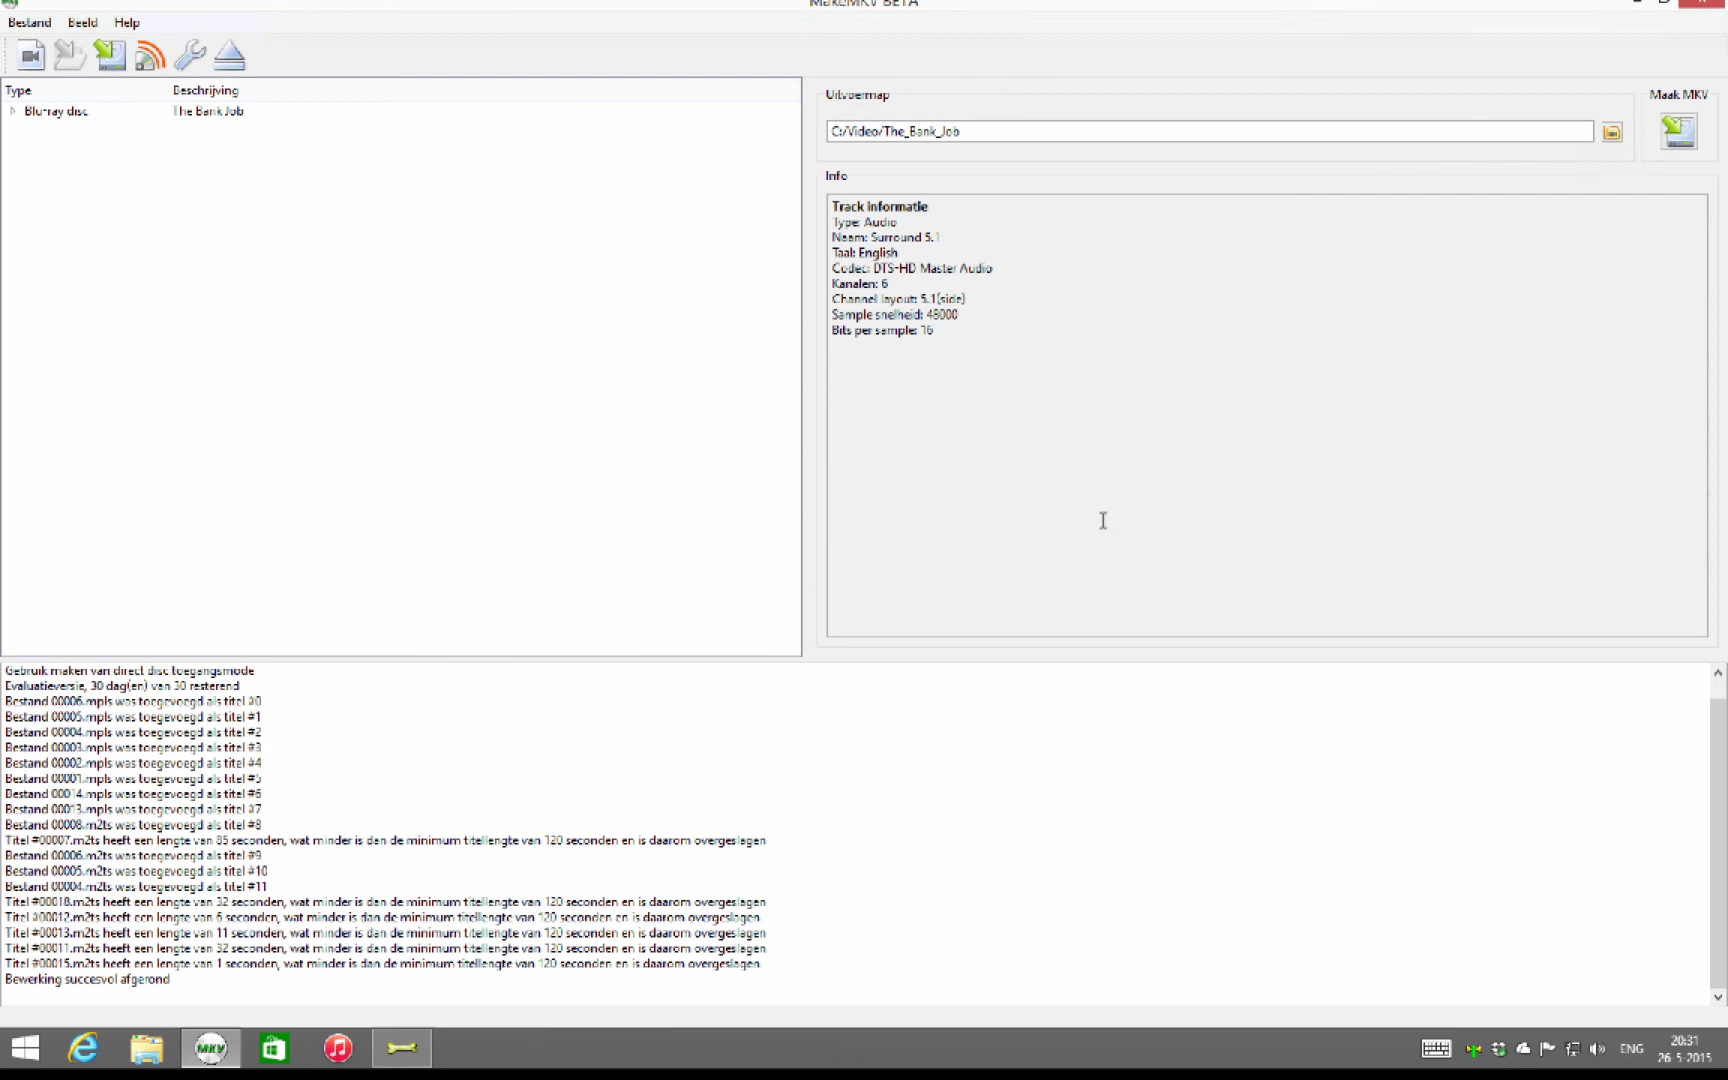 MakeMKV BETA
Bestand Beeld Help
Type Beschrijving
Blu-ray disc The Bank Job
Uitvoermap
Maak MKV
C:/Video/The_Bank_Job
Info
Track informatie
Type: Audio
Naam: Surround 5.1
Taal: English
Codec: DTS-HD Master Audio
Kanalen: 6
Channel layout: 5.1(side)
Sample snelheid: 48000
Bits per sample: 16
Gebruik maken van direct disc toegangsmode
Evaluatieversie, 30 dag(en) van 30 resterend
Bestand 00006.mpls was toegevoegd als titel #0
Bestand 00005.mpls was toegevoegd als titel #1
Bestand 00004.mpls was toegevoegd als titel #2
Bestand 00003.mpls was toegevoegd als titel #3
Bestand 00002.mpls was toegevoegd als titel #4
Bestand 00001.mpls was toegevoegd als titel #5
Bestand 00014.mpls was toegevoegd als titel #6
Bestand 00013.mpls was toegevoegd als titel #7
Bestand 00008.m2ts was toegevoegd als titel #8
Titel #00007.m2ts heeft een lengte van 85 seconden, wat minder is dan de minimum titellengte van 120 seconden en is daarom overgeslagen
Bestand 00006.m2ts was toegevoegd als titel #9
Bestand 00005.m2ts was toegevoegd als titel #10
Bestand 00004.m2ts was toegevoegd als titel #11
Titel #00018.m2ts heeft een lengte van 32 seconden, wat minder is dan de minimum titellengte van 120 seconden en is daarom overgeslagen
Titel #00012.m2ts heeft een lengte van 6 seconden, wat minder is dan de minimum titellengte van 120 seconden en is daarom overgeslagen
Titel #00013.m2ts heeft een lengte van 11 seconden, wat minder is dan de minimum titellengte van 120 seconden en is daarom overgeslagen
Titel #00011.m2ts heeft een lengte van 32 seconden, wat minder is dan de minimum titellengte van 120 seconden en is daarom overgeslagen
Titel #00015.m2ts heeft een lengte van 1 seconden, wat minder is dan de minimum titellengte van 120 seconden en is daarom overgeslagen
Bewerking succesvol afgerond
MKV
ENG
20:31
26-5-2015